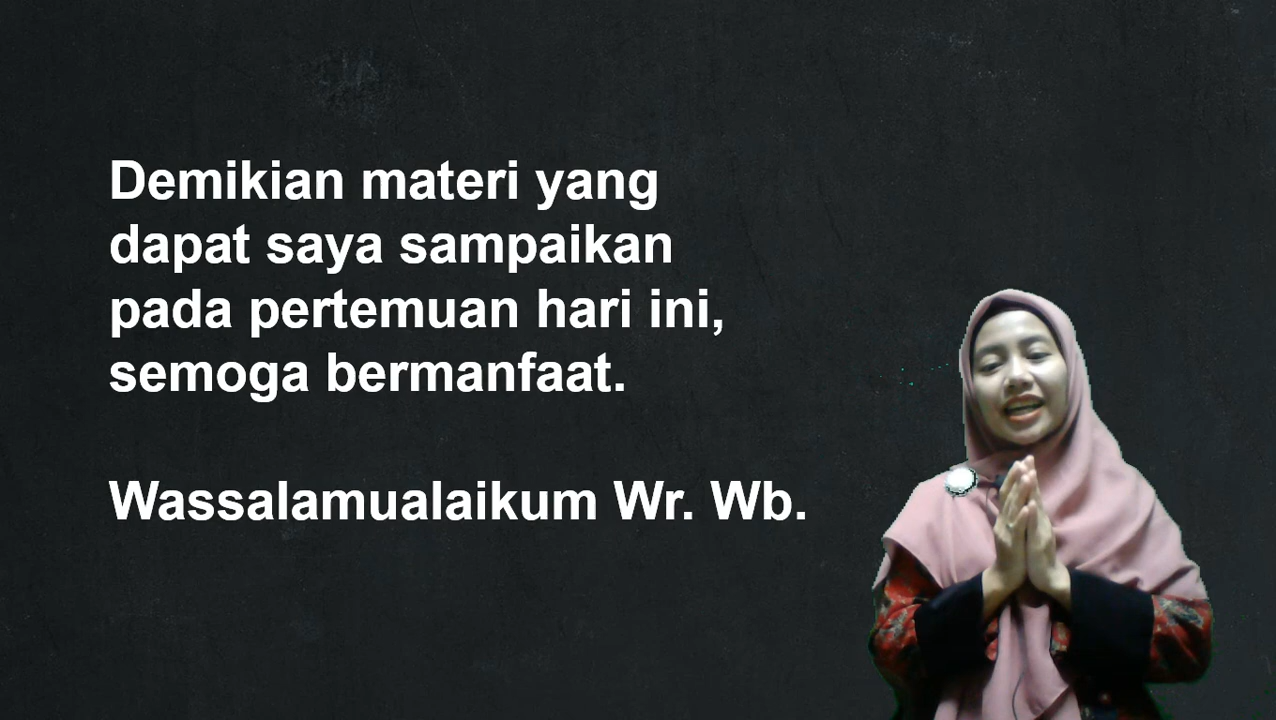 Demikian materi yang
dapat saya sampaikan
pada pertemuan hari ini,
semoga bermanfaat.
Wassalamualaikum Wr. Wb.